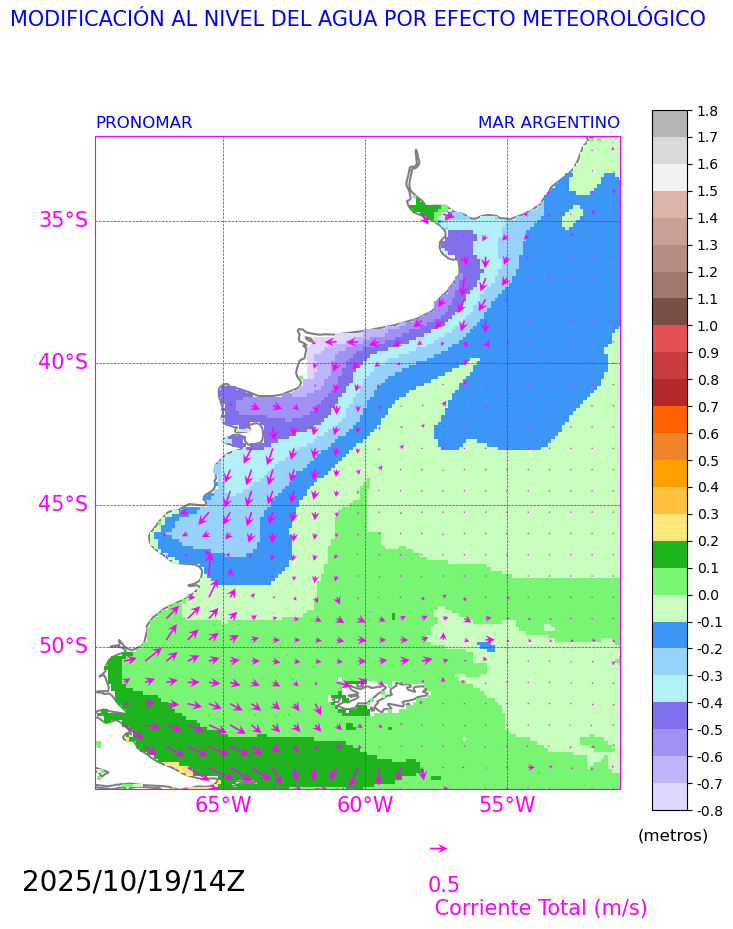 MODIFICACIÓN AL NIVEL DEL AGUA POR EFECTO METEOROLÓGICO
PRONOMAR MAR ARGENTINO
35°S
40°S
45°S
50°S
65°W 60°W 55°W
1.8
1.7
1.6
1.5
1.4
1.3
1.2
1.1
1.0
0.9
0.8
0.7
0.6
0.5
0.4
0.3
0.2
0.1
0.0
-0.1
-0.2
-0.3
-0.4
-0.5
-0.6
-0.7
-0.8
(metros)
2025/10/19/14Z
0.5
Corriente Total (m/s)